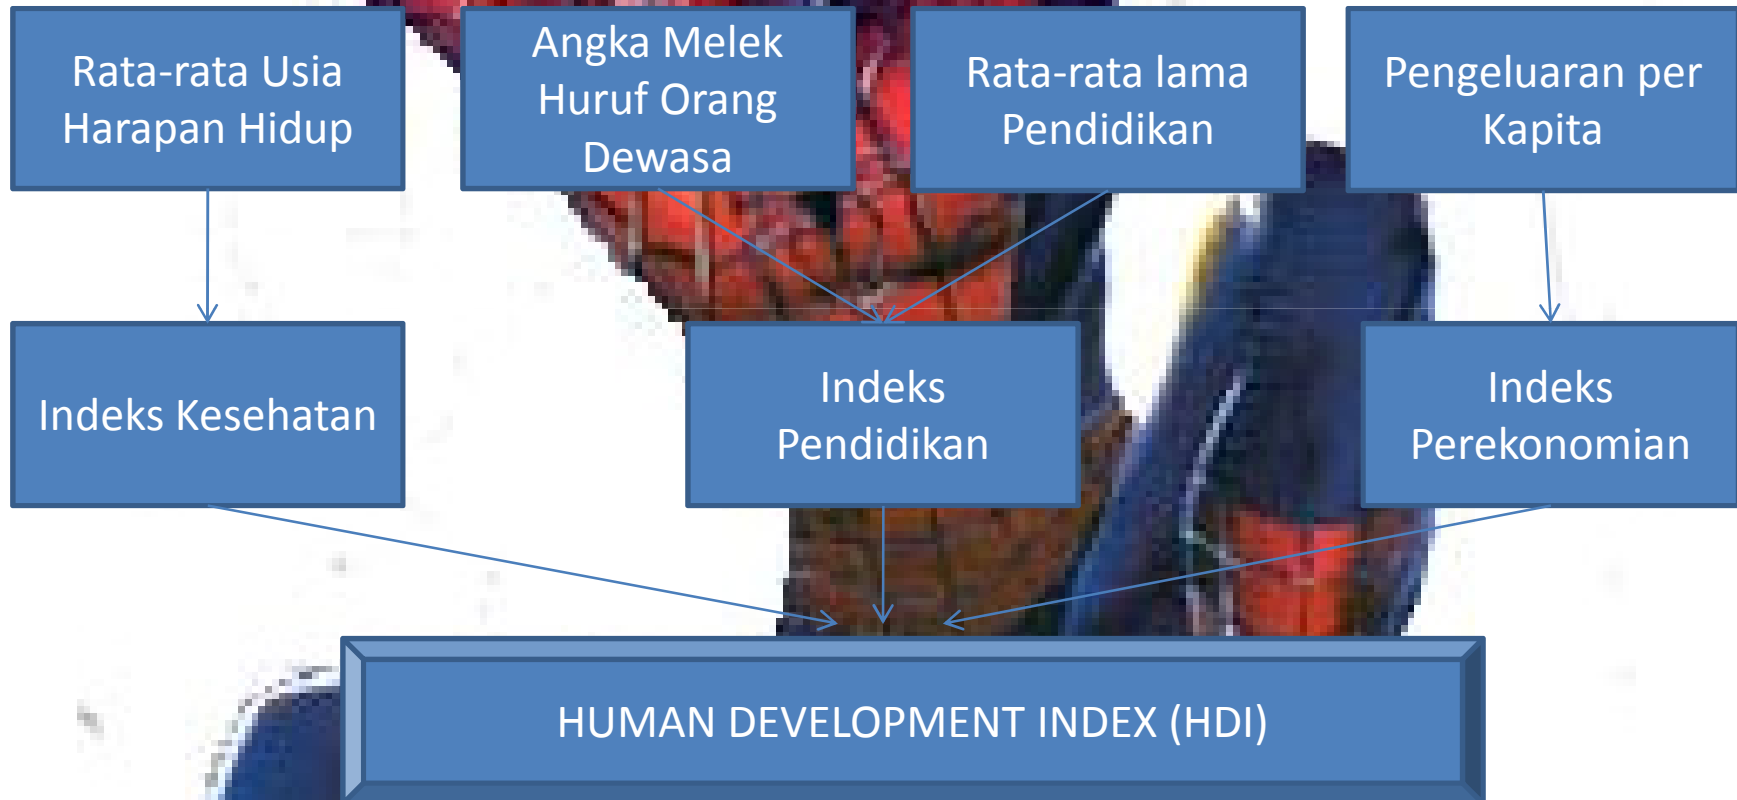 Rata-rata Usia
Harapan Hidup
Angka Melek
Huruf Orang
Dewasa
Rata-rata lama
Pendidikan
Pengeluaran per
Kapita
Indeks Kesehatan
Indeks
Pendidikan
Indeks
Perekonomian
HUMAN DEVELOPMENT INDEX (HDI)